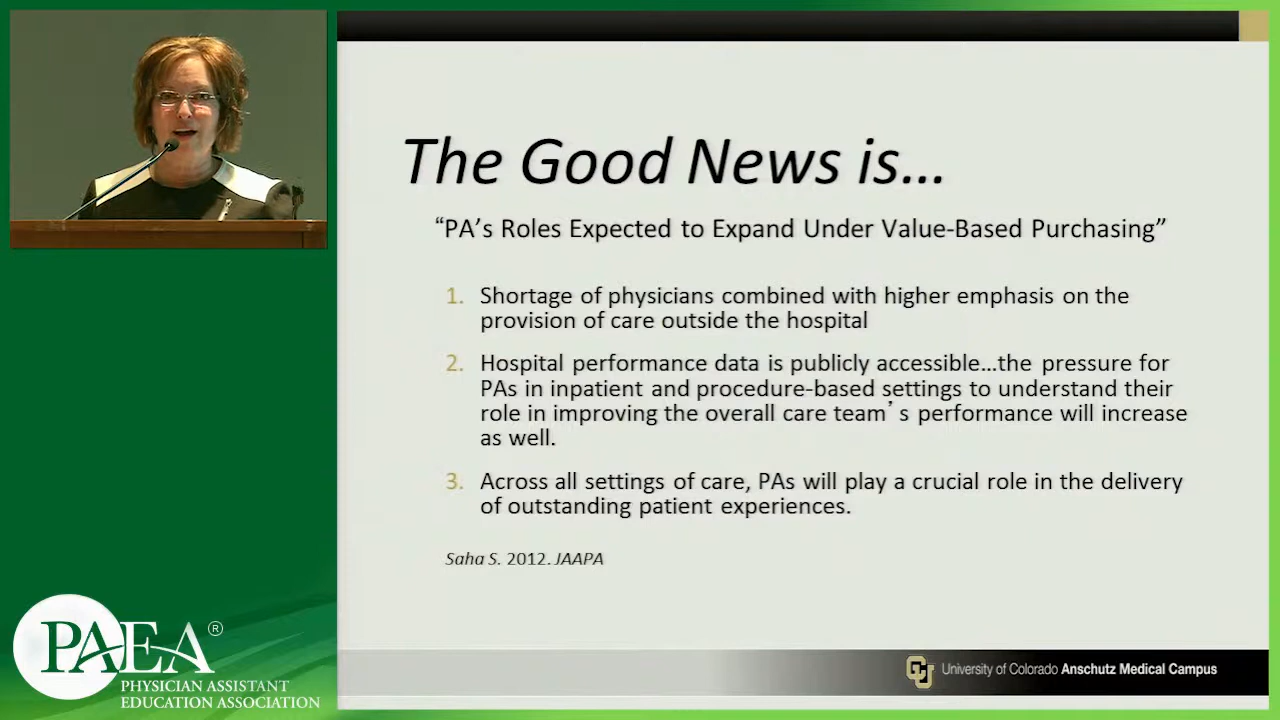 The Good News is...
“PA’s Roles Expected to Expand Under Value-Based Purchasing”
1. Shortage of physicians combined with higher emphasis on the
provision of care outside the hospital
2. Hospital performance data is publicly accessible...the pressure for
PAs in inpatient and procedure-based settings to understand their
role in improving the overall care team’s performance will increase
as well.
3. Across all settings of care, PAs will play a crucial role in the delivery
of outstanding patient experiences.
Saha S. 2012. JAAPA
PAEA®
PHYSICIAN ASSISTANT
EDUCATION ASSOCIATION
CU University of Colorado Anschutz Medical Campus